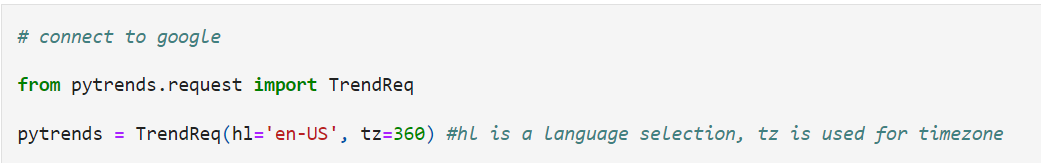 # connect to google
from pytrends.request import TrendReq
pytrends = TrendReq(hl='en-US', tz=360) #hl is a language selection, tz is used for timezone